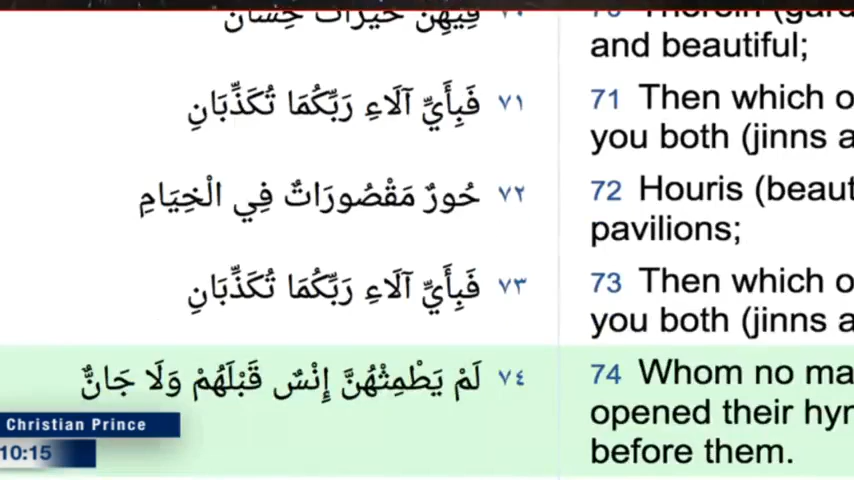 فِيهِنَّ خَيْرَاتٌ حِسَانٌ
and beautiful;
٧١ فَبِأَيِّ آلَاءِ رَبِّكُمَا تُكَذِّبَانِ
71 Then which o
you both (jinns a
٧٢ حُورٌ مَقْصُورَاتٌ فِي الْخِيَامِ
72 Houris (beaut
pavilions;
٧٣ فَبِأَيِّ آلَاءِ رَبِّكُمَا تُكَذِّبَانِ
73 Then which o
you both (jinns a
٧٤ لَمْ يَطْمِثْهُنَّ إِنْسٌ قَبْلَهُمْ وَلَا جَانٌّ
74 Whom no ma
opened their hyr
before them.
Christian Prince
10:15